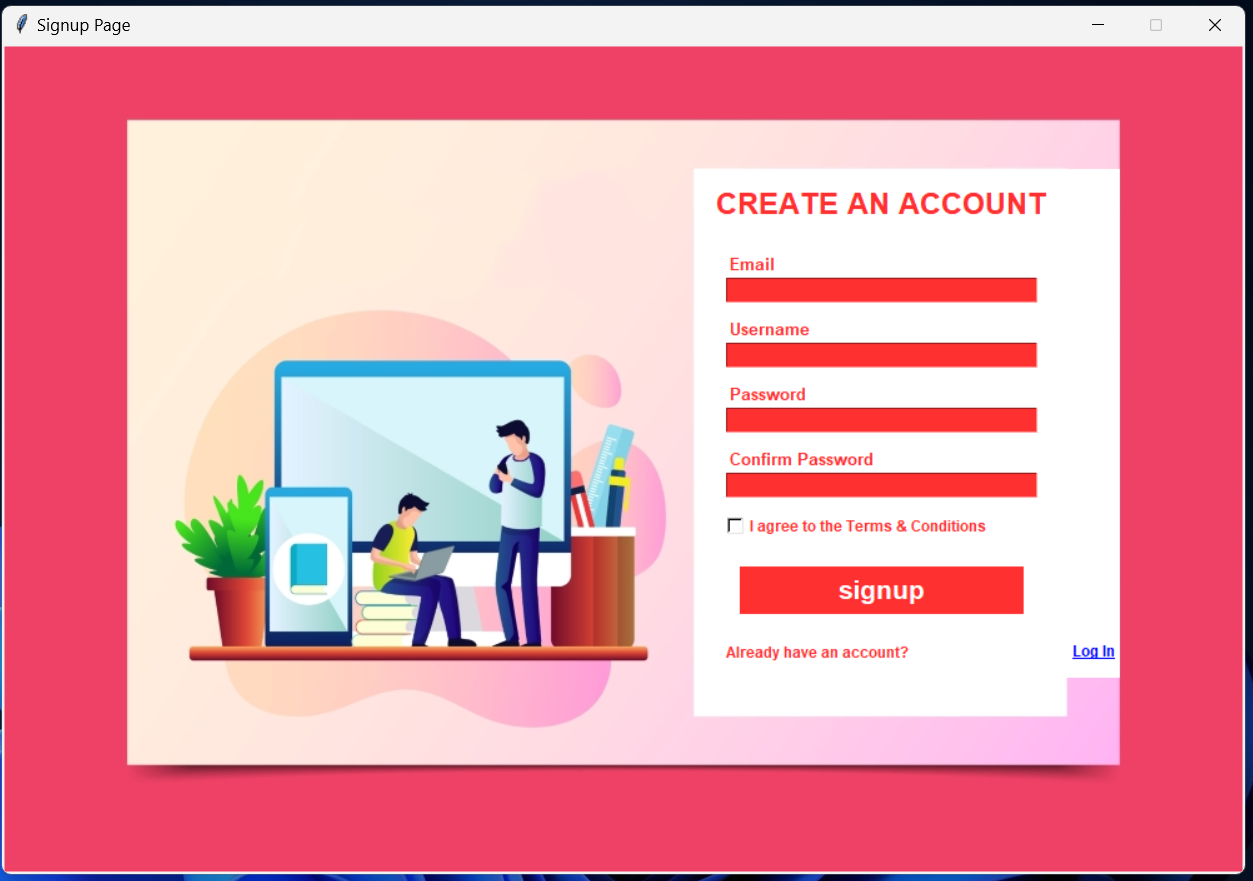 Signup Page
CREATE AN ACCOUNT
Email
Username
Password
Confirm Password
I agree to the Terms & Conditions
signup
Already have an account? Log In